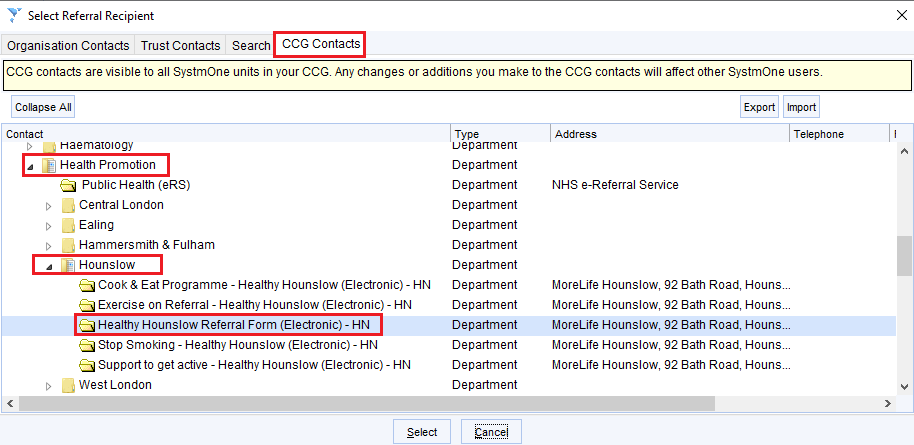 Select Referral Recipient
Organisation Contacts Trust Contacts Search CCG Contacts
CCG contacts are visible to all SystmOne units in your CCG. Any changes or additions you make to the CCG contacts will affect other SystmOne users.
Collapse All Export Import
Contact Type Address Telephone
Haematology Department
Health Promotion Department
Public Health (eRS) Department NHS e-Referral Service
Central London Department
Ealing Department
Hammersmith & Fulham Department
Hounslow Department
Cook & Eat Programme - Healthy Hounslow (Electronic) - HN Department MoreLife Hounslow, 92 Bath Road, Houns...
Exercise on Referral - Healthy Hounslow (Electronic) - HN Department MoreLife Hounslow, 92 Bath Road, Houns...
Healthy Hounslow Referral Form (Electronic) - HN Department MoreLife Hounslow, 92 Bath Road, Houns...
Stop Smoking - Healthy Hounslow (Electronic) - HN Department MoreLife Hounslow, 92 Bath Road, Houns...
Support to get active - Healthy Hounslow (Electronic) - HN Department MoreLife Hounslow, 92 Bath Road, Houns...
West London Department
Select Cancel